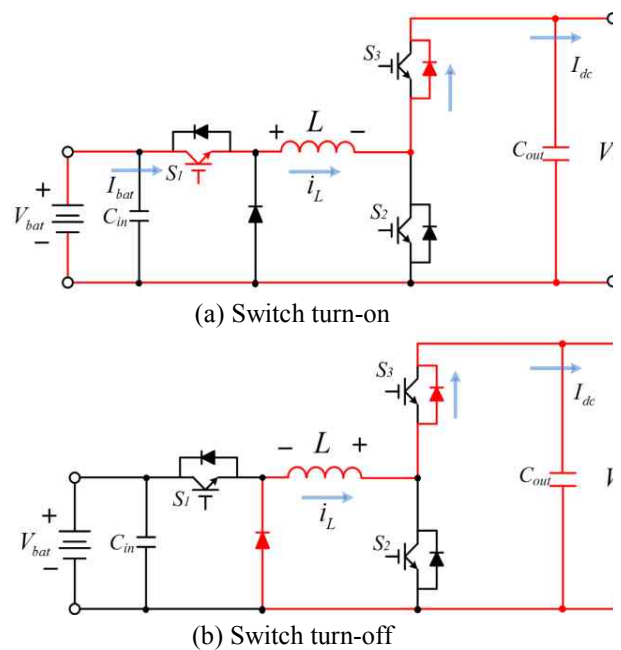 S3
Idc
+ L −
Cout
V
S1
Ibat
iL
+
Vbat
−
Cin
S2
(a) Switch turn-on
S3
Idc
− L +
Cout
V
S1
iL
+
Vbat
−
Cin
S2
(b) Switch turn-off